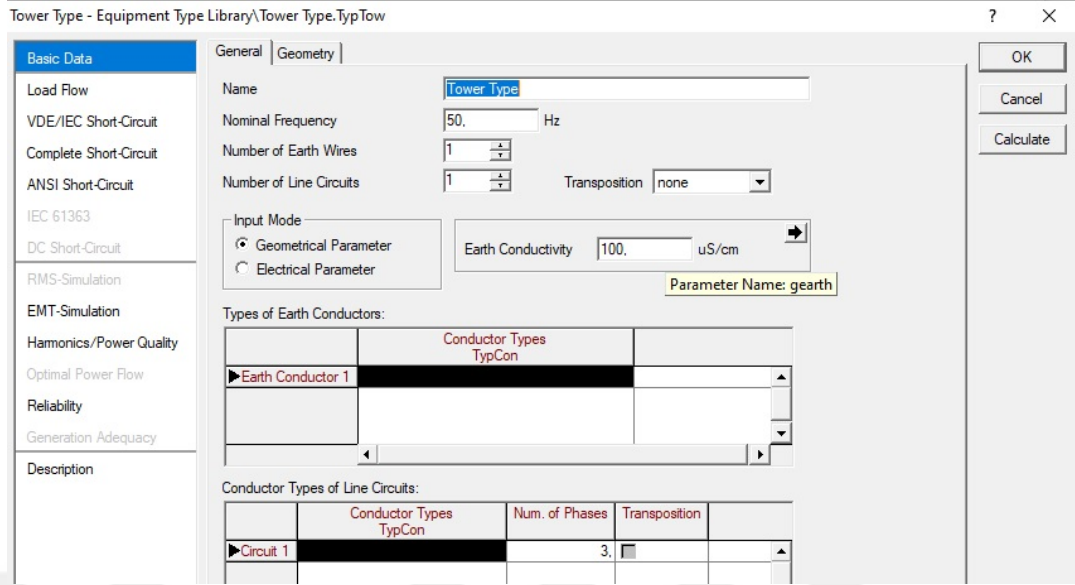 Tower Type - Equipment Type Library\Tower Type.TypTow ? ×
Basic Data
Load Flow
VDE/IEC Short-Circuit
Complete Short-Circuit
ANSI Short-Circuit
IEC 61363
DC Short-Circuit
RMS-Simulation
EMT-Simulation
Harmonics/Power Quality
Optimal Power Flow
Reliability
Generation Adequacy
Description
General Geometry
Name Tower Type
Nominal Frequency 50, Hz
Number of Earth Wires 1
Number of Line Circuits 1 Transposition none
Input Mode
Geometrical Parameter
Electrical Parameter
Earth Conductivity 100, uS/cm
Parameter Name: gearth
Types of Earth Conductors:
Conductor Types
TypCon
Earth Conductor 1
Conductor Types of Line Circuits:
Conductor Types Num. of Phases Transposition
TypCon
Circuit 1 3,
OK
Cancel
Calculate